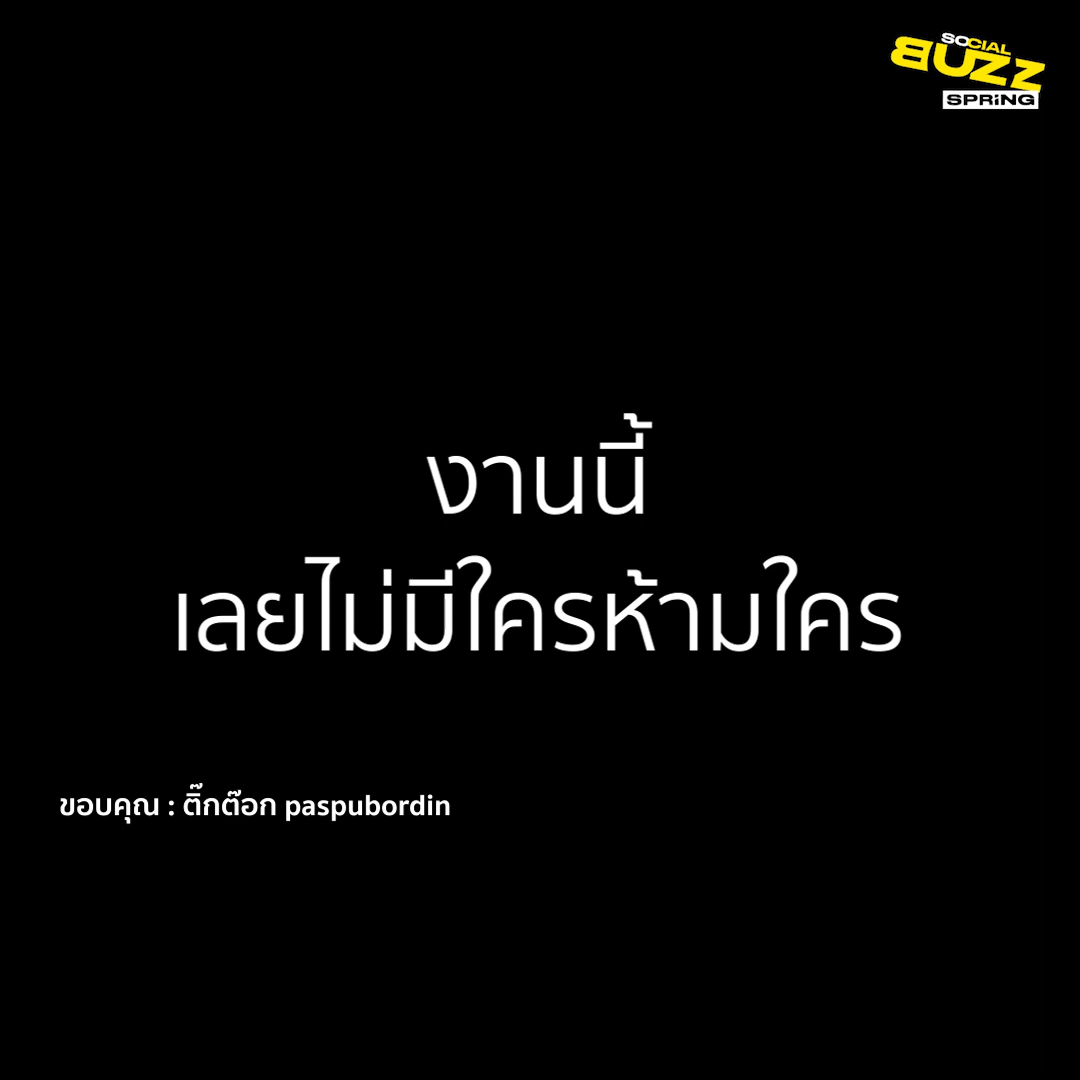 SOCIAL
BUZZ
SPRiNG
งานนี้
เลยไม่มีใครห้ามใคร
ขอบคุณ : ติ๊กต๊อก paspubordin